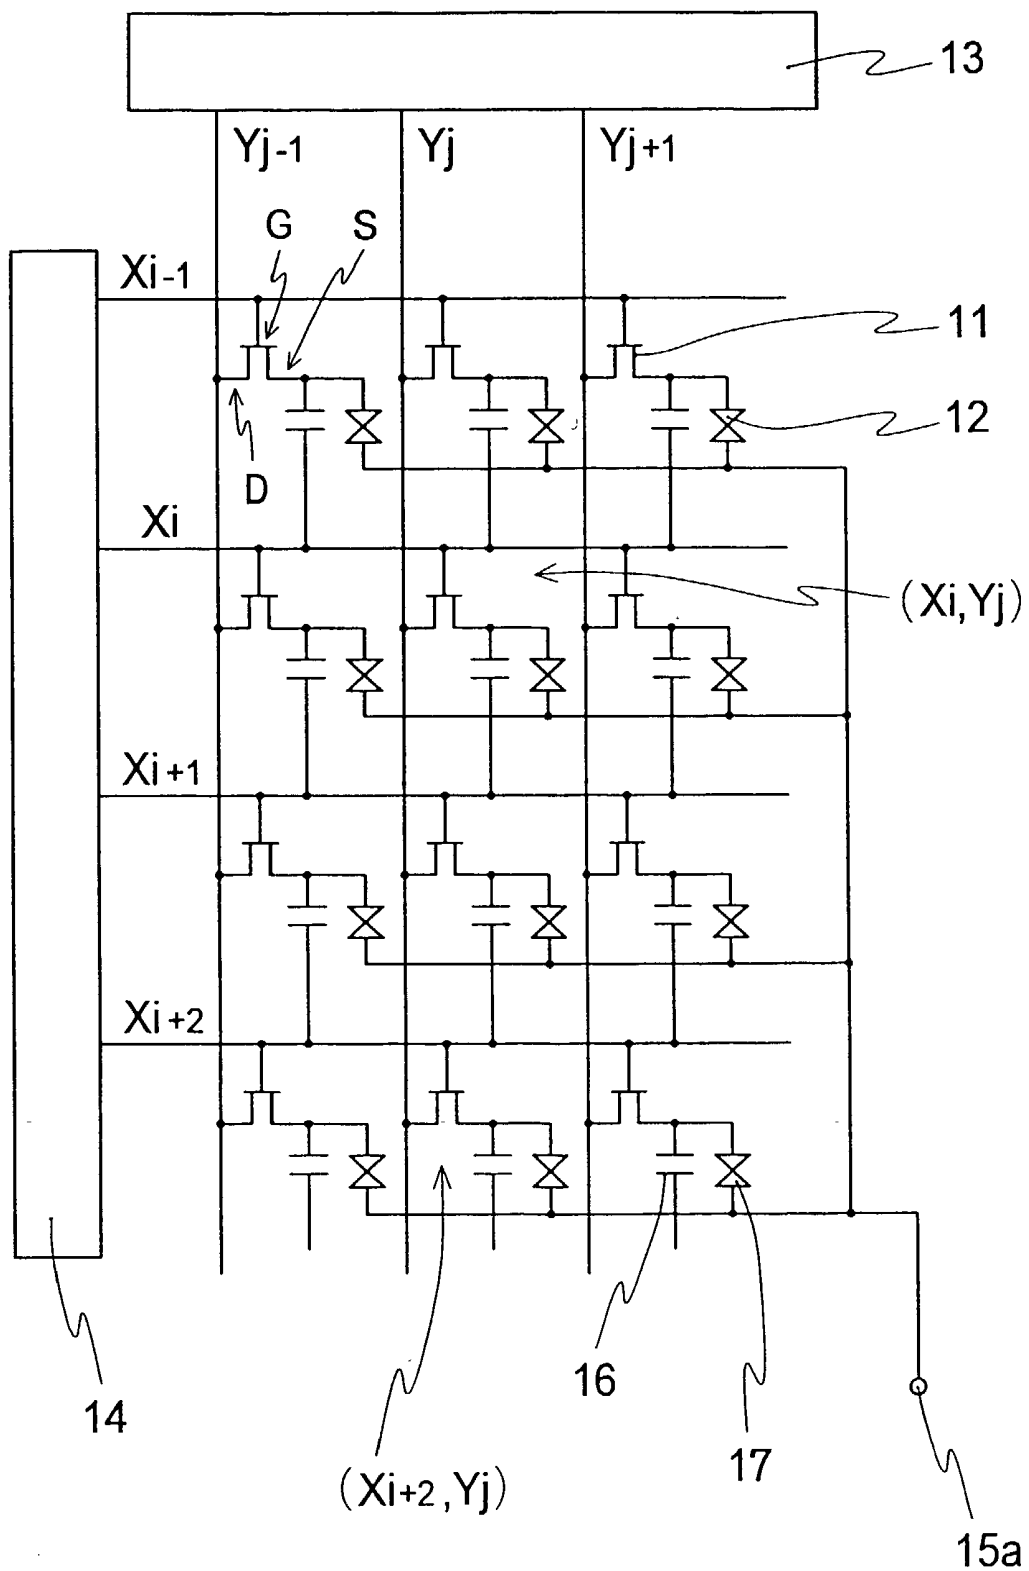 13
Yj-1
Yj
Yj+1
G
S
Xi-1
11
12
D
Xi
(Xi,Yj)
Xi+1
Xi+2
16
14
17
(Xi+2,Yj)
15a